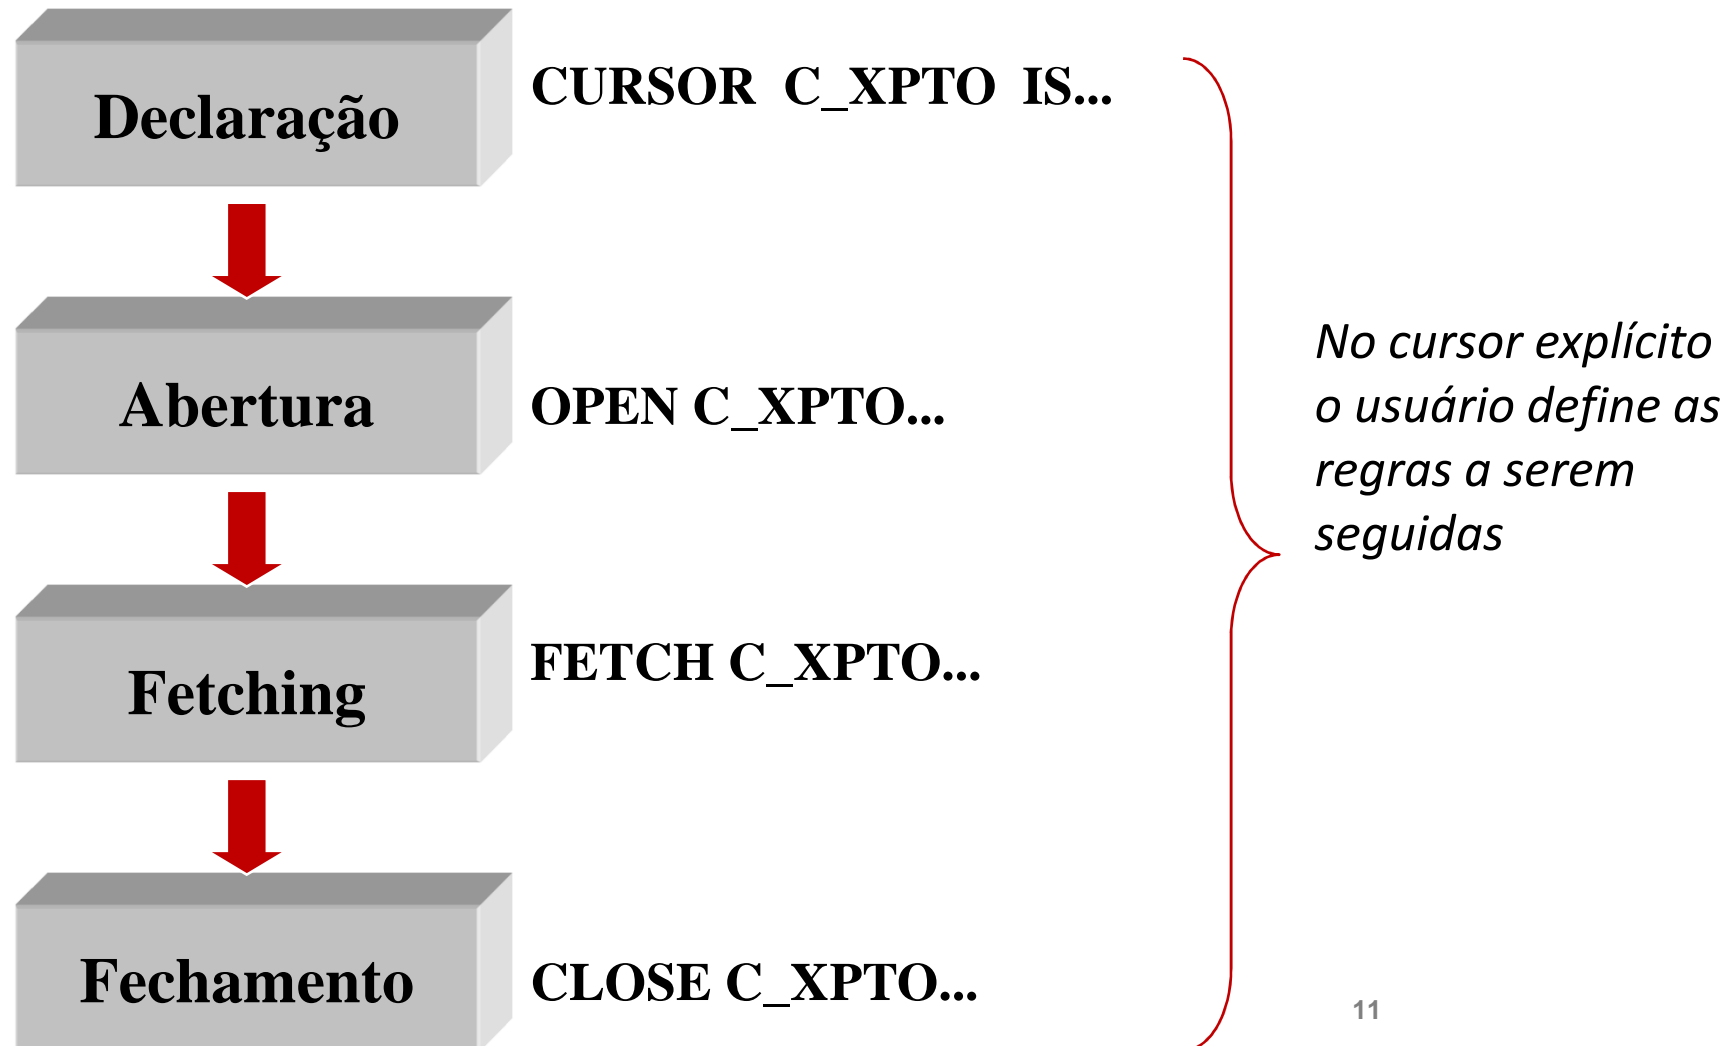 Declaração
CURSOR C_XPTO IS...
Abertura
OPEN C_XPTO...
Fetching
FETCH C_XPTO...
Fechamento
CLOSE C_XPTO...
No cursor explícito
o usuário define as
regras a serem
seguidas
11